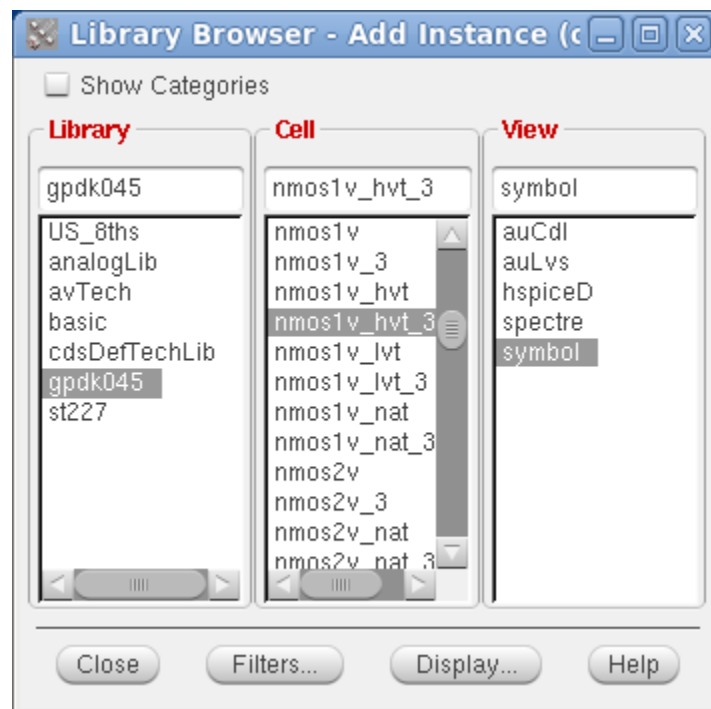 Library Browser - Add Instance (c
Show Categories
Library
gpdk045
US_8ths
analogLib
avTech
basic
cdsDefTechLib
gpdk045
st227
Cell
nmos1v_hvt_3
nmos1v
nmos1v_3
nmos1v_hvt
nmos1v_hvt_3
nmos1v_lvt
nmos1v_lvt_3
nmos1v_nat
nmos1v_nat_3
nmos2v
nmos2v_3
nmos2v_nat
nmos2v_nat_3
View
symbol
auCdl
auLvs
hspiceD
spectre
symbol
Close Filters... Display... Help